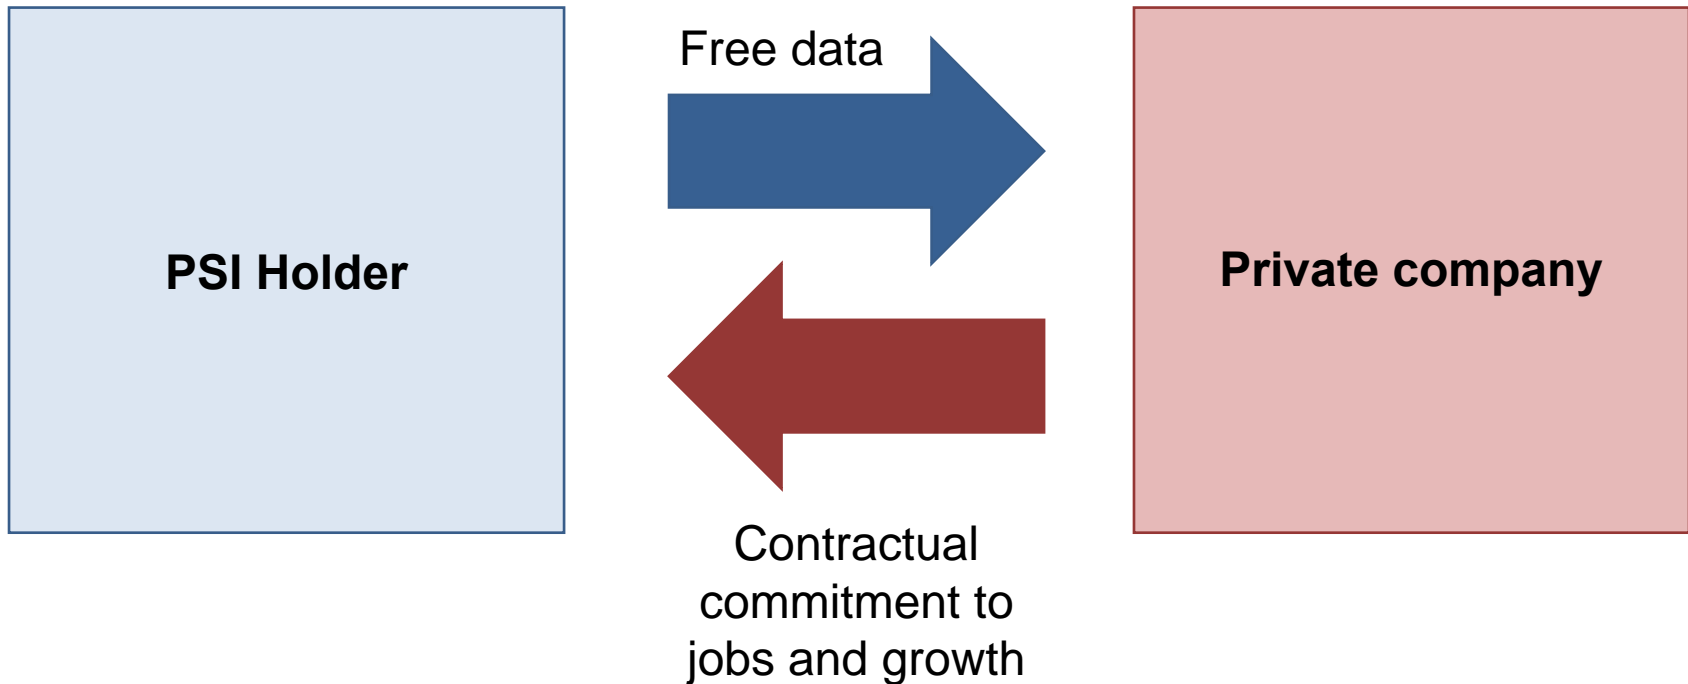 Free data
PSI Holder
Private company
Contractual
commitment to
jobs and growth